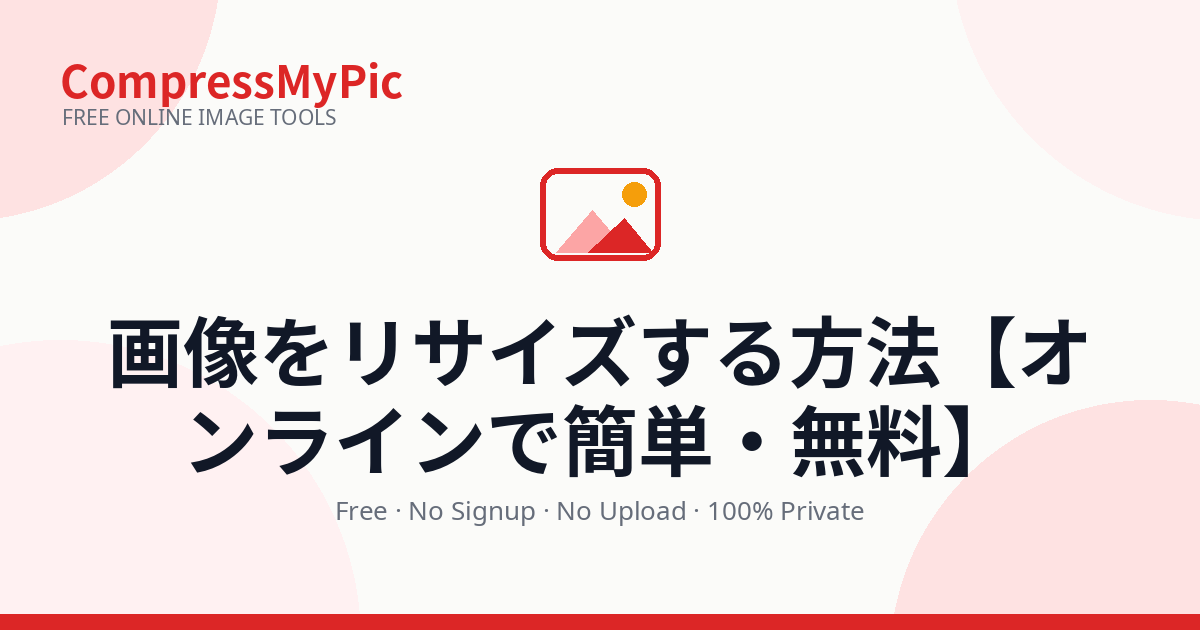 CompressMyPic
FREE ONLINE IMAGE TOOLS
画像をリサイズする方法【オ
ンラインで簡単・無料】
Free · No Signup · No Upload · 100% Private